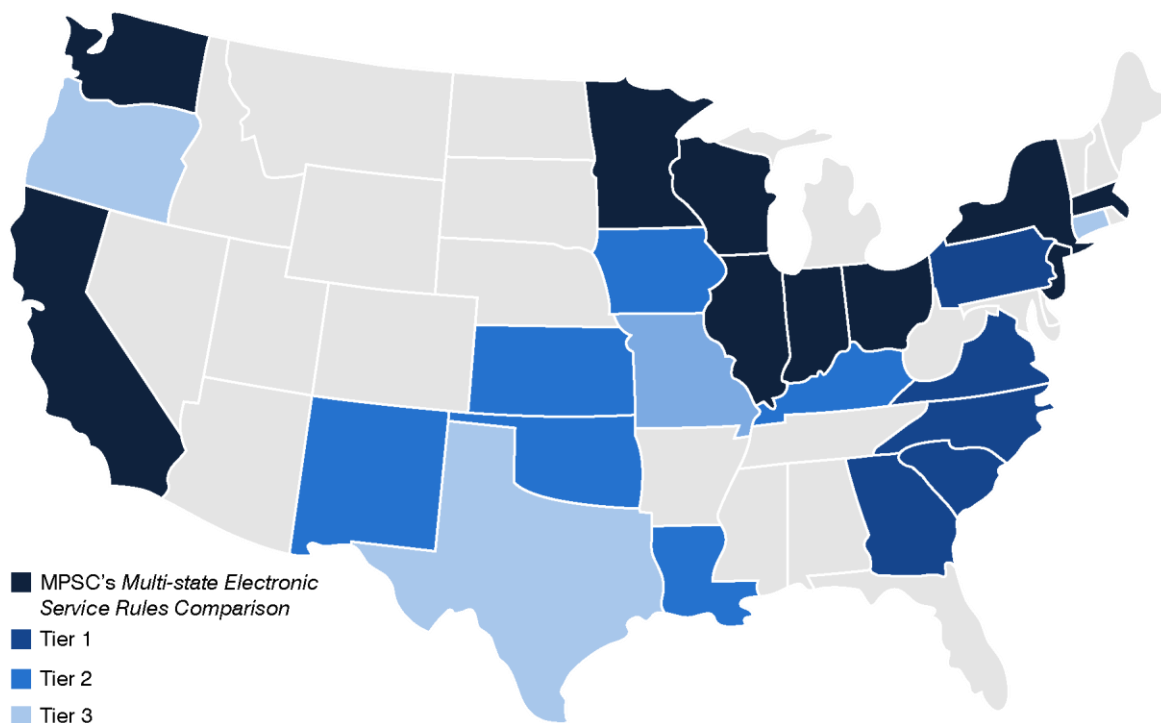 MPSC's Multi-state Electronic
Service Rules Comparison
Tier 1
Tier 2
Tier 3